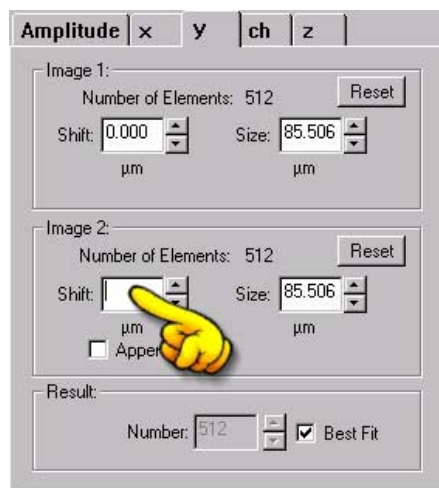 Amplitude x y ch z
Image 1:
Number of Elements: 512 Reset
Shift: 0.000 Size: 85.506
µm µm
Image 2:
Number of Elements: 512 Reset
Shift: Size: 85.506
µm µm
Result:
Number: 512 Best Fit